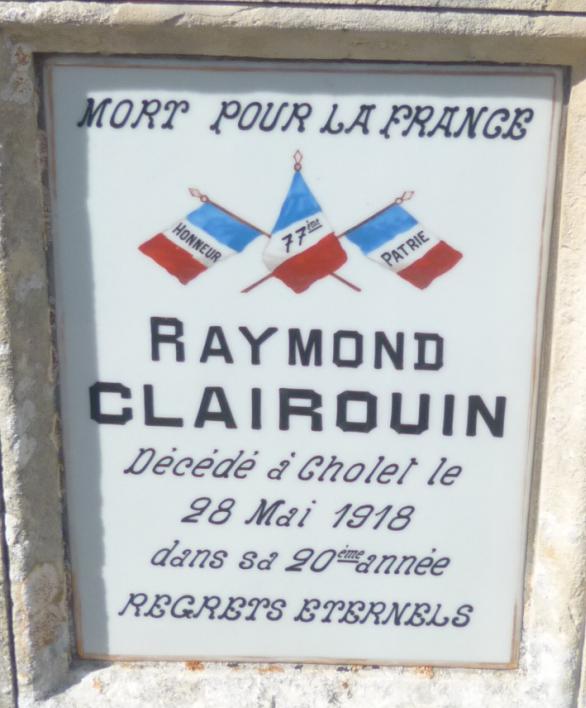 MORT POUR LA FRANCE
HONNEUR
77ème
PATRIE
RAYMOND
CLAIROUIN
Décédé à Cholet le
28 Mai 1918
dans sa 20ème année
REGRETS ETERNELS